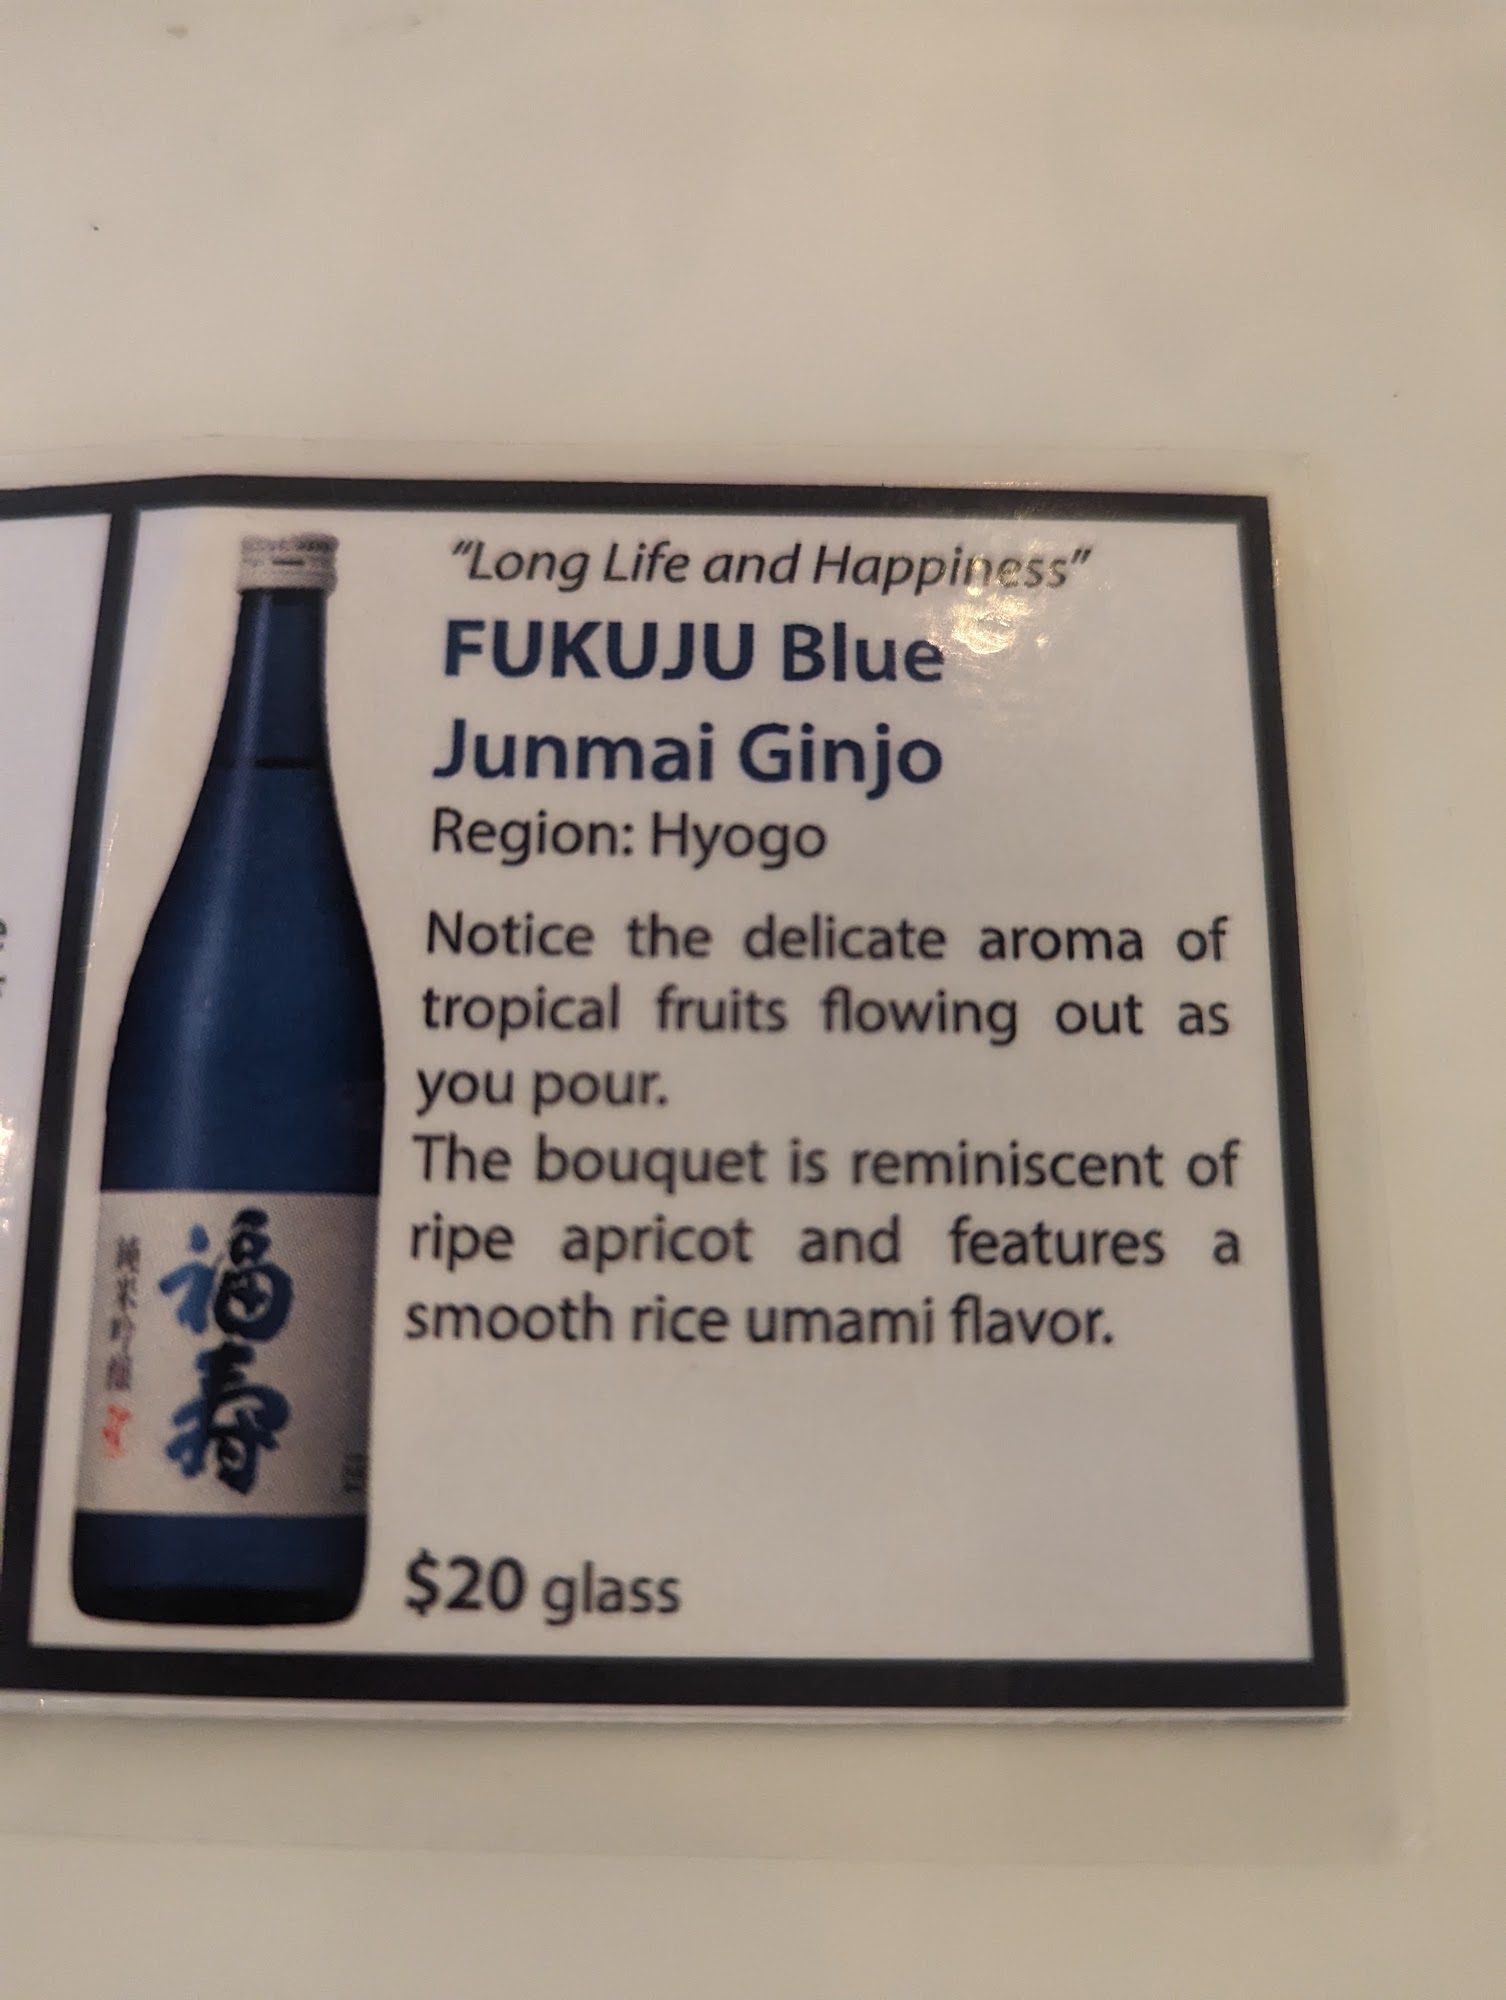 "Long Life and Happiness"
FUKUJU Blue
Junmai Ginjo
Region: Hyogo
Notice the delicate aroma of
tropical fruits flowing out as
you pour.
The bouquet is reminiscent of
ripe apricot and features a
smooth rice umami flavor.
$20 glass
福寿
純米吟醸